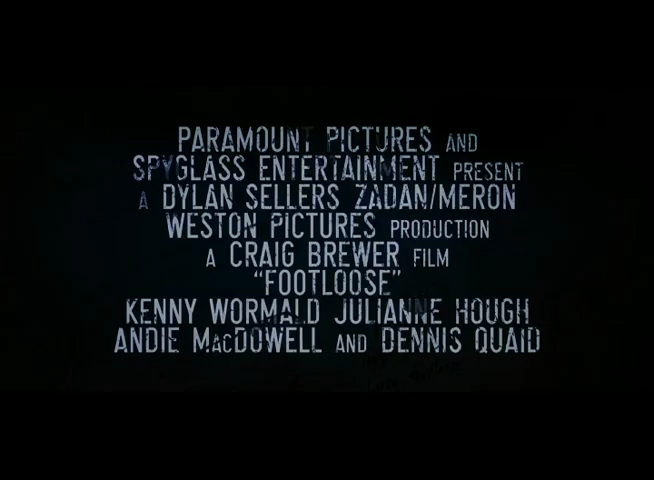 PARAMOUNT PICTURES AND
SPYGLASS ENTERTAINMENT PRESENT
A DYLAN SELLERS ZADAN/MERON
WESTON PICTURES PRODUCTION
A CRAIG BREWER FILM
“FOOTLOOSE”
KENNY WORMALD JULIANNE HOUGH
ANDIE MACDOWELL AND DENNIS QUAID